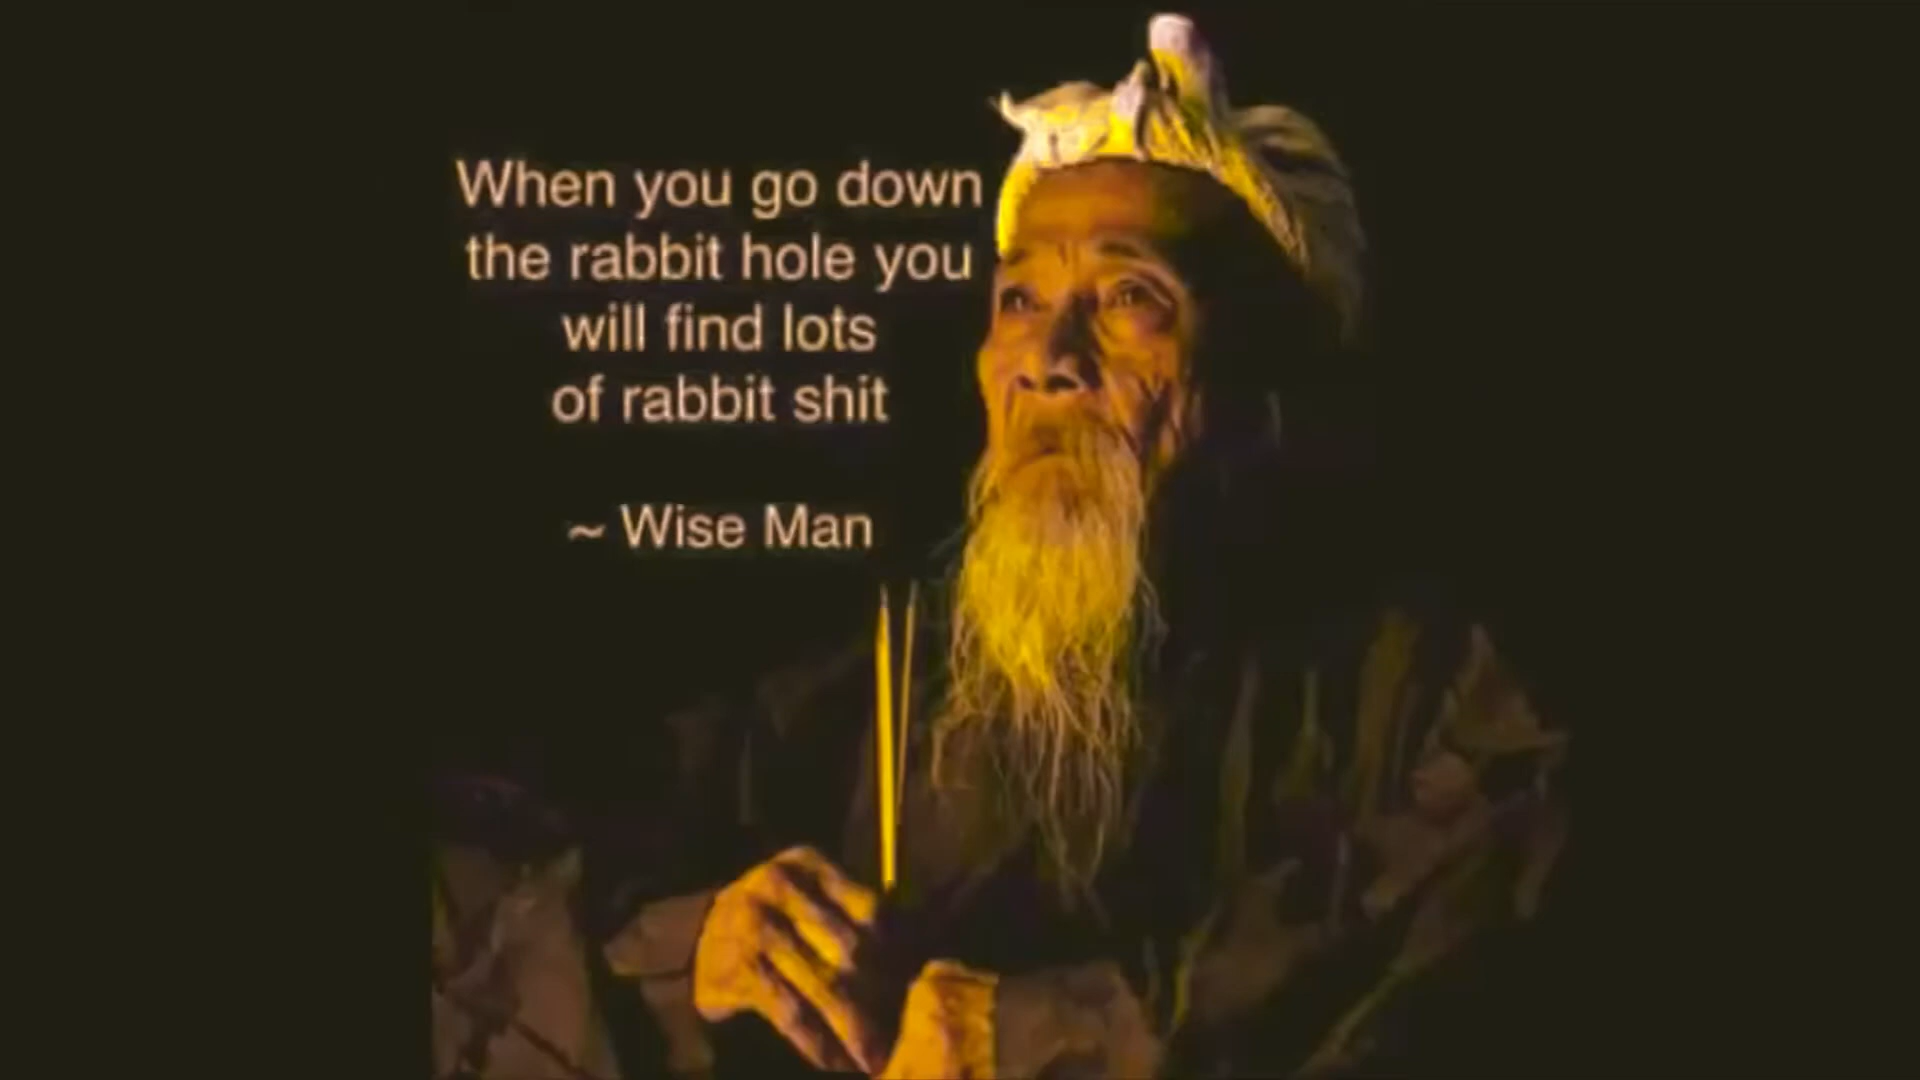 When you go down
the rabbit hole you
will find lots
of rabbit shit
~ Wise Man